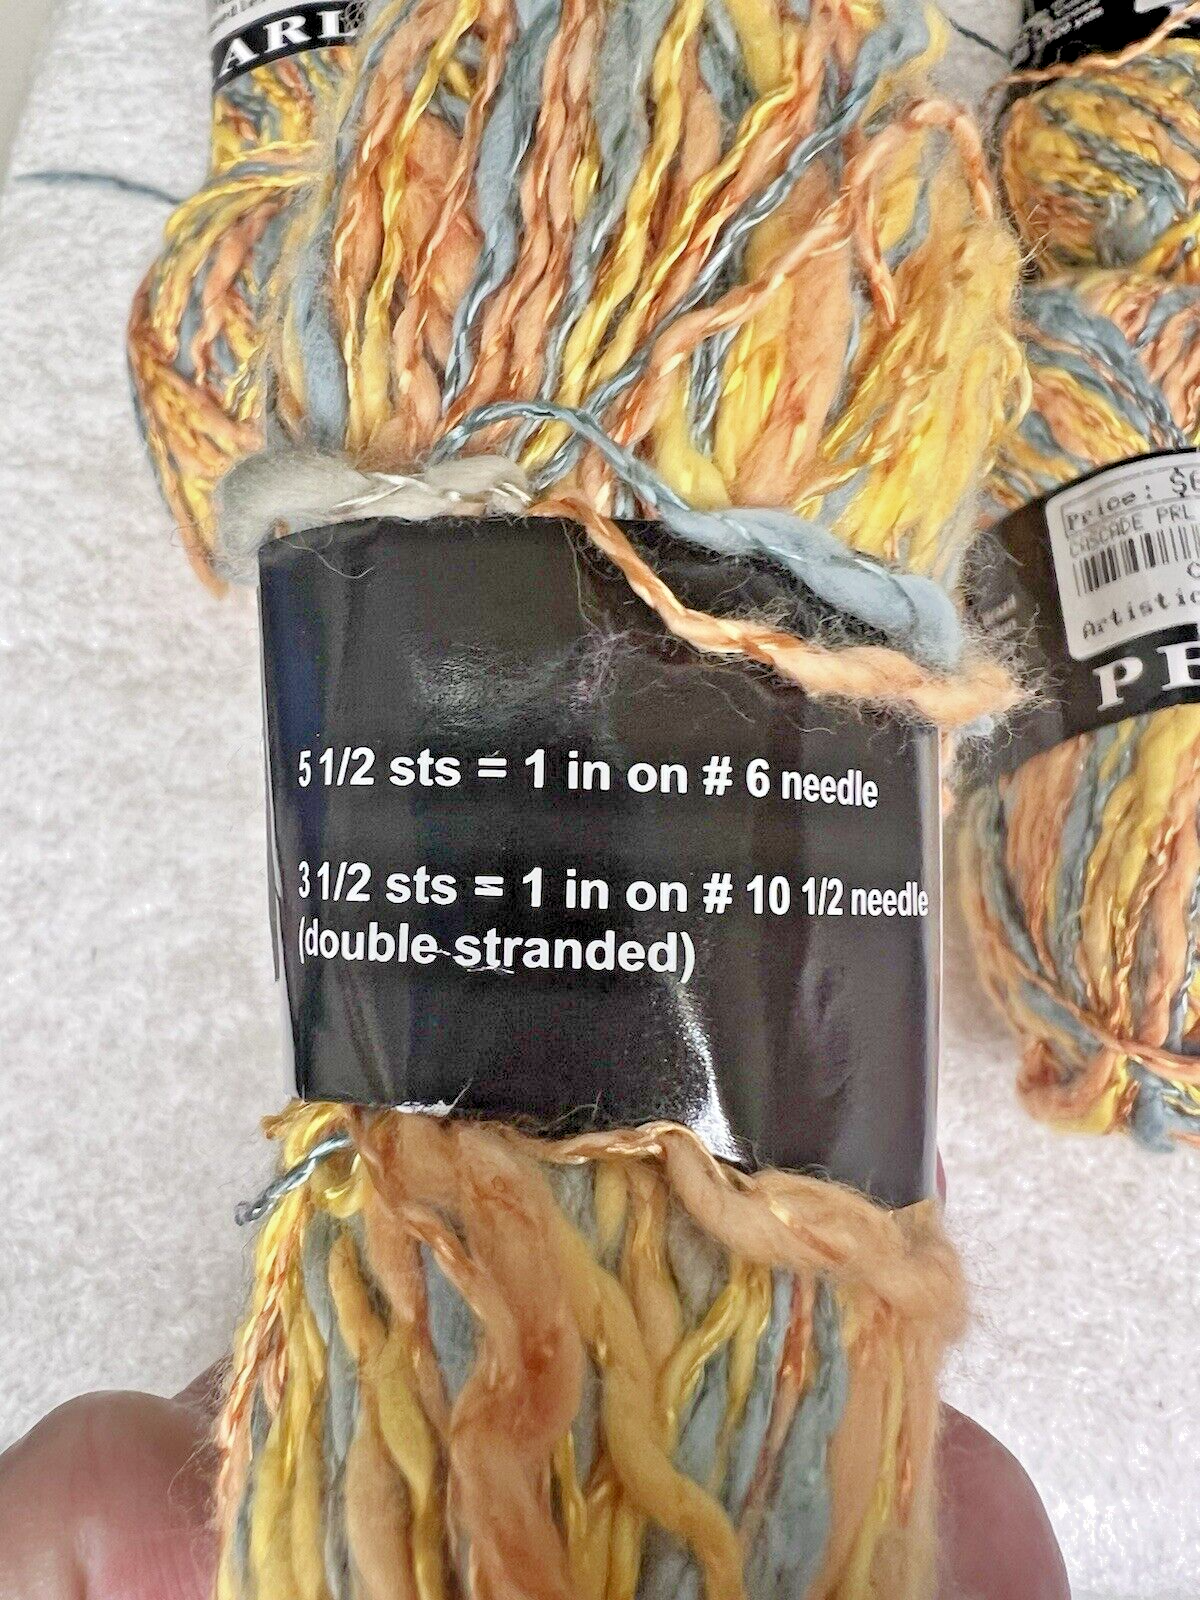 ARL
5 1/2 sts = 1 in on # 6 needle
3 1/2 sts = 1 in on # 10 1/2 needle
(double stranded)
Price: $6
CASCADE PRL
Artistic
PE